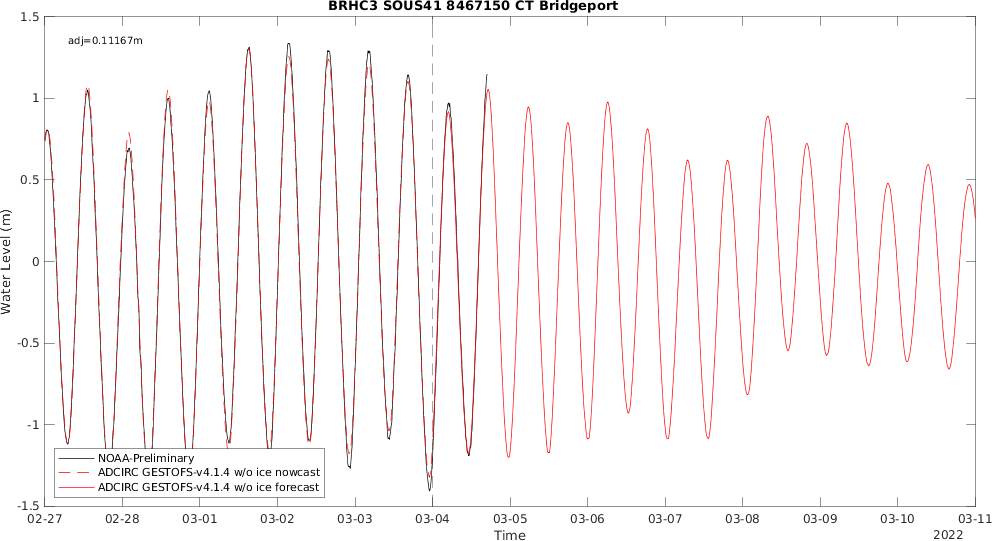 BRHC3 SOUS41 8467150 CT Bridgeport
adj=0.11167m
1.5
1
0.5
0
-0.5
-1
-1.5
Water Level (m)
NOAA-Preliminary
ADCIRC GESTOFS-v4.1.4 w/o ice nowcast
ADCIRC GESTOFS-v4.1.4 w/o ice forecast
02-27 02-28 03-01 03-02 03-03 03-04 03-05 03-06 03-07 03-08 03-09 03-10 03-11
Time
2022